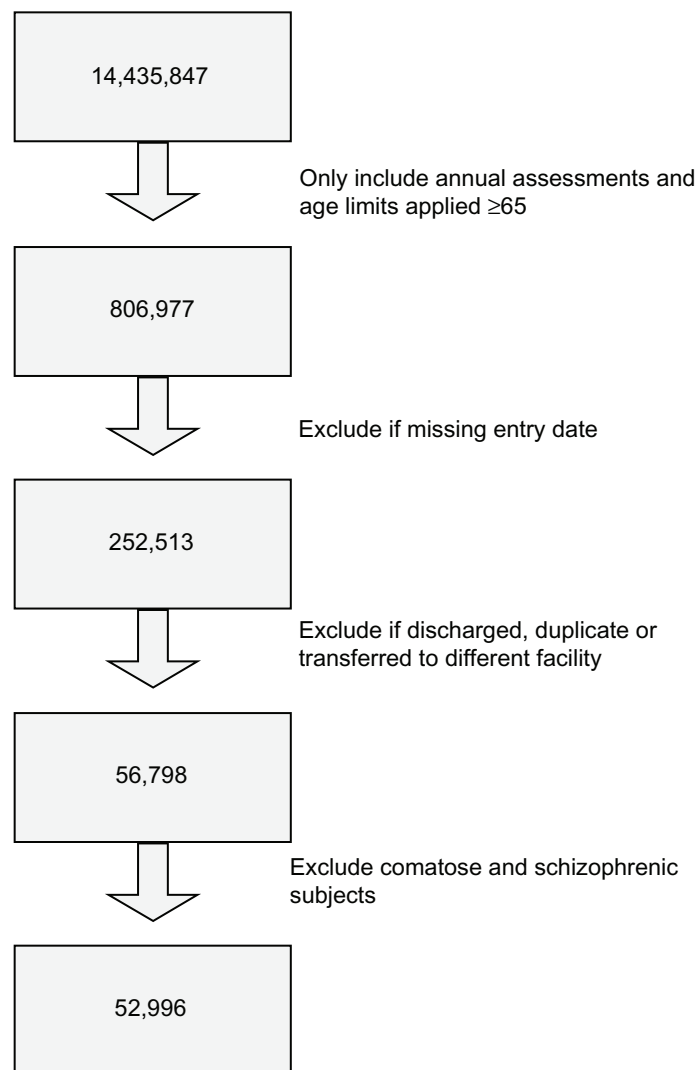 14,435,847
Only include annual assessments and
age limits applied ≥65
806,977
Exclude if missing entry date
252,513
Exclude if discharged, duplicate or
transferred to different facility
56,798
Exclude comatose and schizophrenic
subjects
52,996